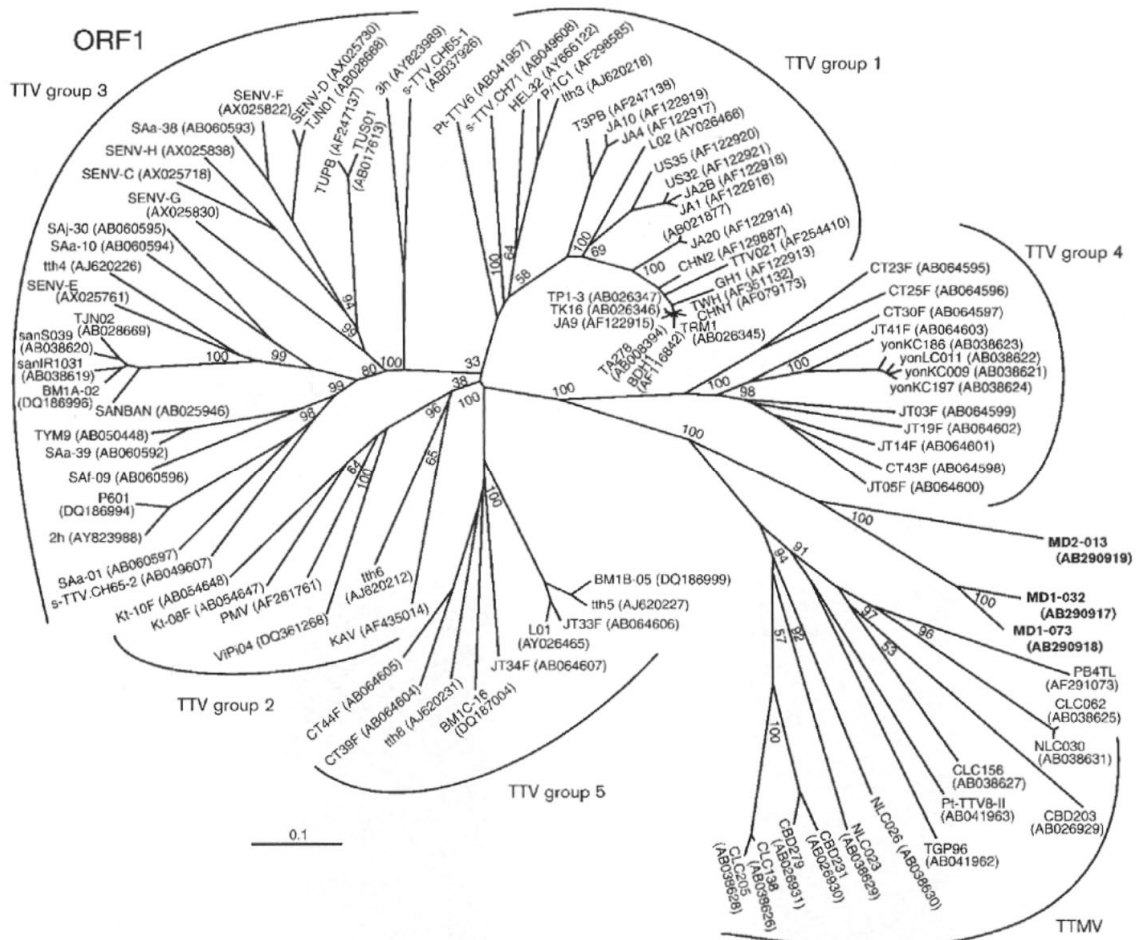 ORF1
TTV group 3
SENV-F
(AX025822)
SENV-D (AX025730)
TJN01 (AB028668)
TUPB (AF247137)
TUS01
(AB017613)
3h (AY823989)
s-TTV.CH65-1
(AB037926)
SAa-38 (AB060593)
SENV-H (AX025838)
SENV-C (AX025718)
SENV-G
(AX025830)
SAj-30 (AB060595)
SAa-10 (AB060594)
tth4 (AJ620226)
SENV-E
(AX025761)
TJN02
(AB028669)
sanS039
(AB038620)
sanIR1031
(AB038619)
BM1A-02
(DQ186996)
SANBAN (AB025946)
TYM9 (AB050448)
SAa-39 (AB060592)
SAf-09 (AB060596)
P601
(DQ186994)
2h (AY823988)
SAa-01 (AB060597)
s-TTV.CH65-2 (AB049607)
94
99
100
99
80
100
99
98
33
38
TTV group 1
Pt-TTV6 (AB041957)
s-TTV.CH71 (AB049608)
HEL32 (AY666122)
P/1C1 (AF298585)
tth3 (AJ620218)
T3PB (AF247138)
JA10 (AF122919)
JA4 (AF122917)
L02 (AY026466)
US35 (AF122920)
US32 (AF122921)
JA2B (AF122918)
JA1 (AF122916)
(AB021877)
JA20 (AF122914)
CHN2 (AF129887)
TTV021 (AF254410)
GH1 (AF122913)
TWH (AF351132)
CHN1 (AF079173)
TP1-3 (AB026347)
TK16 (AB026346)
JA9 (AF122915)
TRM1
(AB026345)
TA278
(AB008394)
BDH1
(AF116842)
100
64
58
100
69
100
TTV group 4
CT23F (AB064595)
CT25F (AB064596)
CT30F (AB064597)
JT41F (AB064603)
yonKC186 (AB038623)
yonLC011 (AB038622)
yonKC009 (AB038621)
yonKC197 (AB038624)
JT03F (AB064599)
JT19F (AB064602)
JT14F (AB064601)
CT43F (AB064598)
JT05F (AB064600)
100
100
100
98
100
100
TTV group 2
Kt-10F (AB054648)
Kt-08F (AB054647)
PMV (AF261761)
ViPi04 (DQ361268)
tth6
(AJ620212)
KAV (AF435014)
64
100
96
65
TTV group 5
CT44F (AB064605)
CT39F (AB064604)
tth8 (AJ620231)
BM1C-16
(DQ187004)
JT34F (AB064607)
L01
(AY026465)
JT33F (AB064606)
tth5 (AJ620227)
BM1B-05 (DQ186999)
100
MD2-013
(AB290919)
MD1-032
(AB290917)
MD1-073
(AB290918)
100
100
100
TTMV
PB4TL
(AF291073)
CLC062
(AB038625)
NLC030
(AB038631)
CBD203
(AB026929)
CLC156
(AB038627)
Pt-TTV8-II
(AB041963)
TGP96
(AB041962)
NLC026 (AB038630)
NLC023
(AB038629)
CBD231
(AB026930)
CBD279
(AB026931)
CLC138
(AB038626)
CLC205
(AB038628)
94
91
97
96
53
57
92
100
0.1